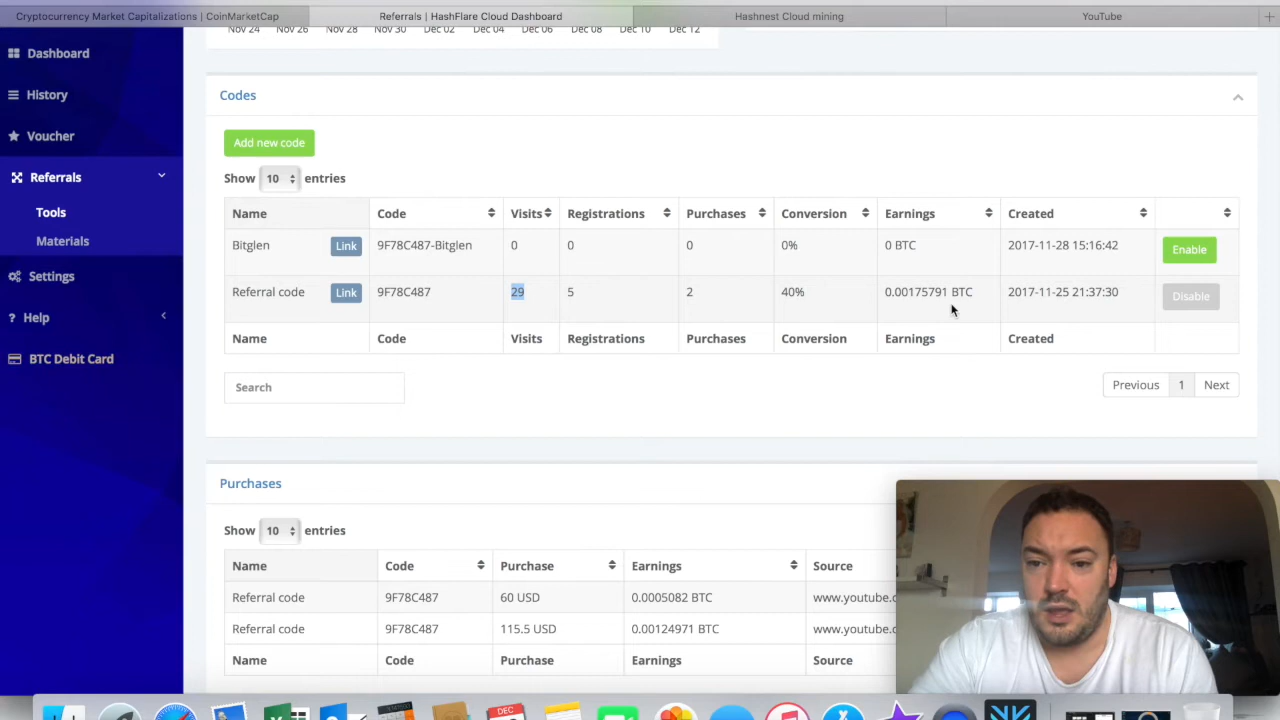 Cryptocurrency Market Capitalizations | CoinMarketCap
Referrals | HashFlare Cloud Dashboard
Hashnest Cloud mining
YouTube
Nov 24 Nov 26 Nov 28 Nov 30 Dec 02 Dec 04 Dec 06 Dec 08 Dec 10 Dec 12
Dashboard
History
Voucher
Referrals
Tools
Materials
Settings
Help
BTC Debit Card
Codes
Add new code
Show 10 entries
Name Code Visits Registrations Purchases Conversion Earnings Created
Bitglen Link 9F78C487-Bitglen 0 0 0 0% 0 BTC 2017-11-28 15:16:42 Enable
Referral code Link 9F78C487 29 5 2 40% 0.00175791 BTC 2017-11-25 21:37:30 Disable
Name Code Visits Registrations Purchases Conversion Earnings Created
Search
Previous 1 Next
Purchases
Show 10 entries
Name Code Purchase Earnings Source
Referral code 9F78C487 60 USD 0.0005082 BTC www.youtube.c
Referral code 9F78C487 115.5 USD 0.00124971 BTC www.youtube.c
Name Code Purchase Earnings Source
DEC